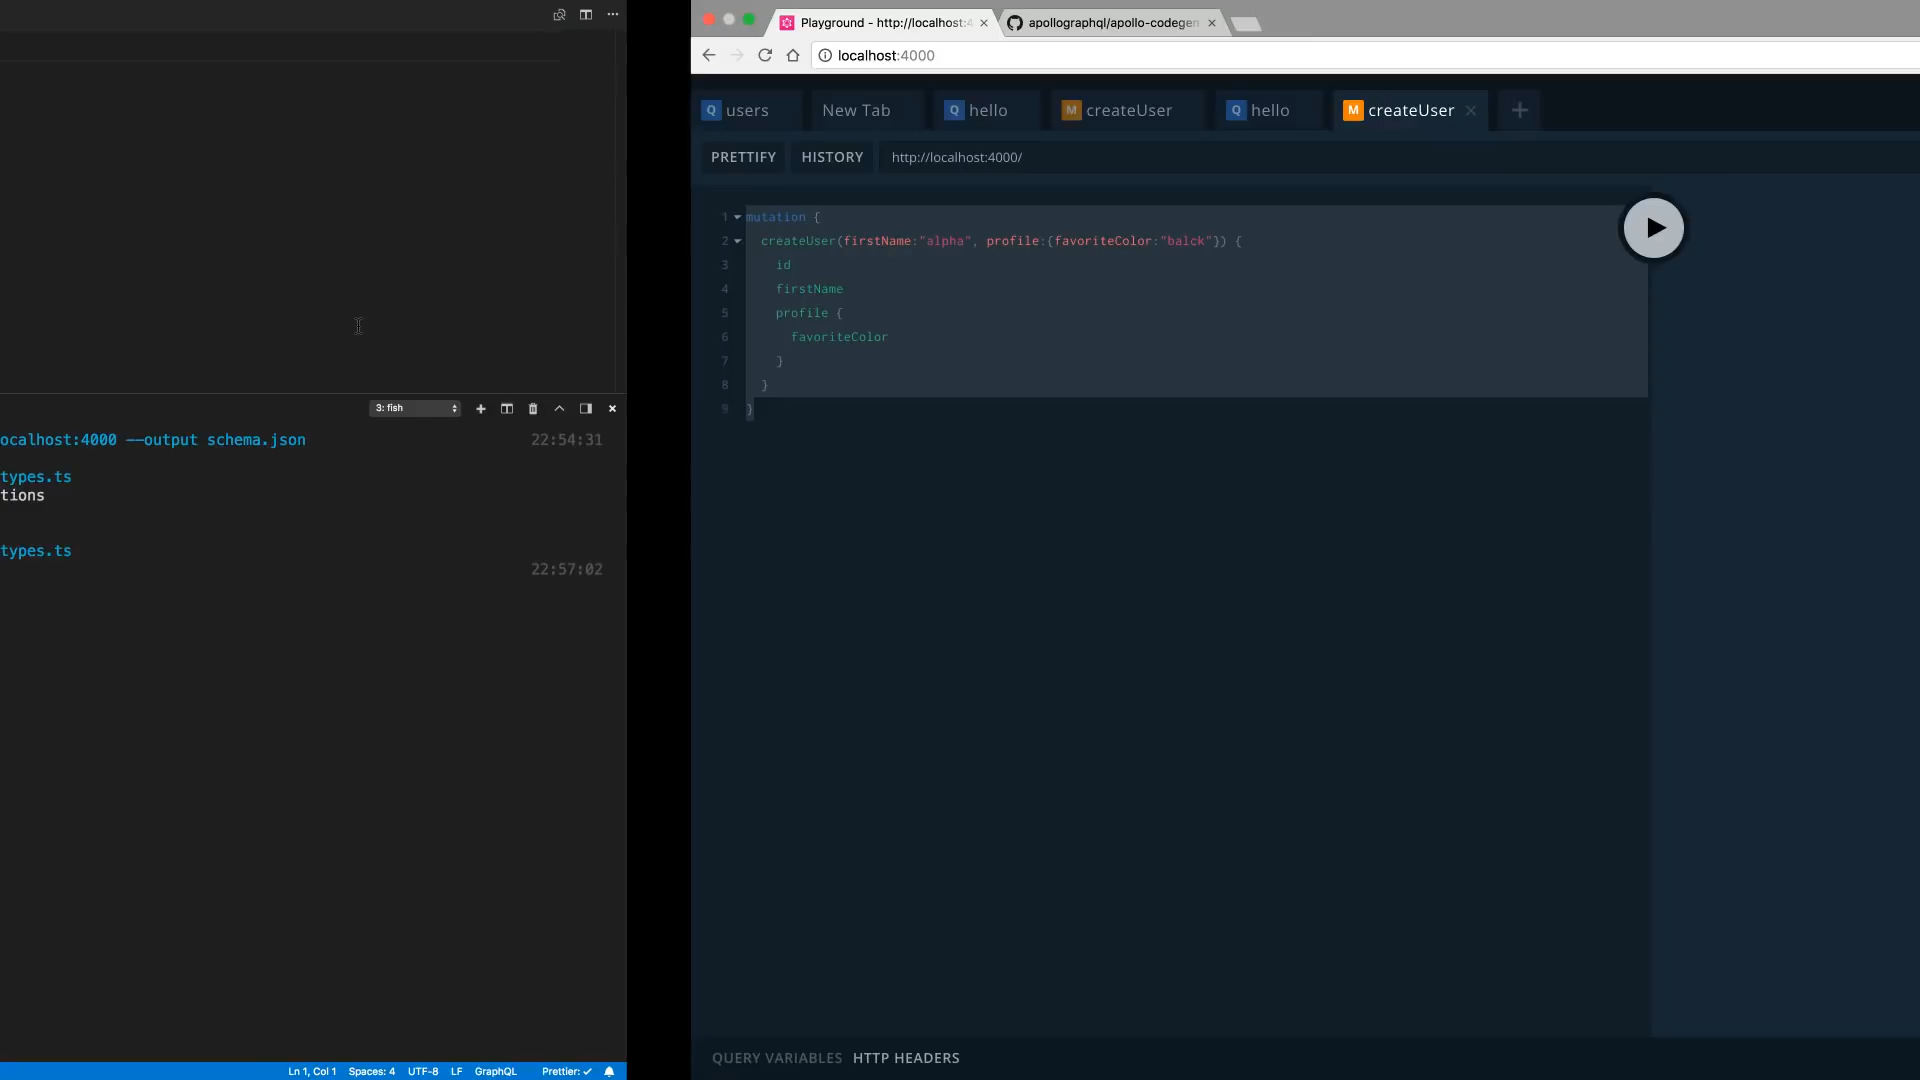 3: fish
ocalhost:4000 --output schema.json 22:54:31
types.ts
tions
types.ts
22:57:02
Ln 1, Col 1 Spaces: 4 UTF-8 LF GraphQL Prettier: ✓
Playground - http://localhost:4
apollographql/apollo-codegen
localhost:4000
Q users
New Tab
Q hello
M createUser
Q hello
M createUser
PRETTIFY HISTORY http://localhost:4000/
1 mutation {
2 createUser(firstName:"alpha", profile:{favoriteColor:"balck"}) {
3 id
4 firstName
5 profile {
6 favoriteColor
7 }
8 }
9 }
QUERY VARIABLES HTTP HEADERS